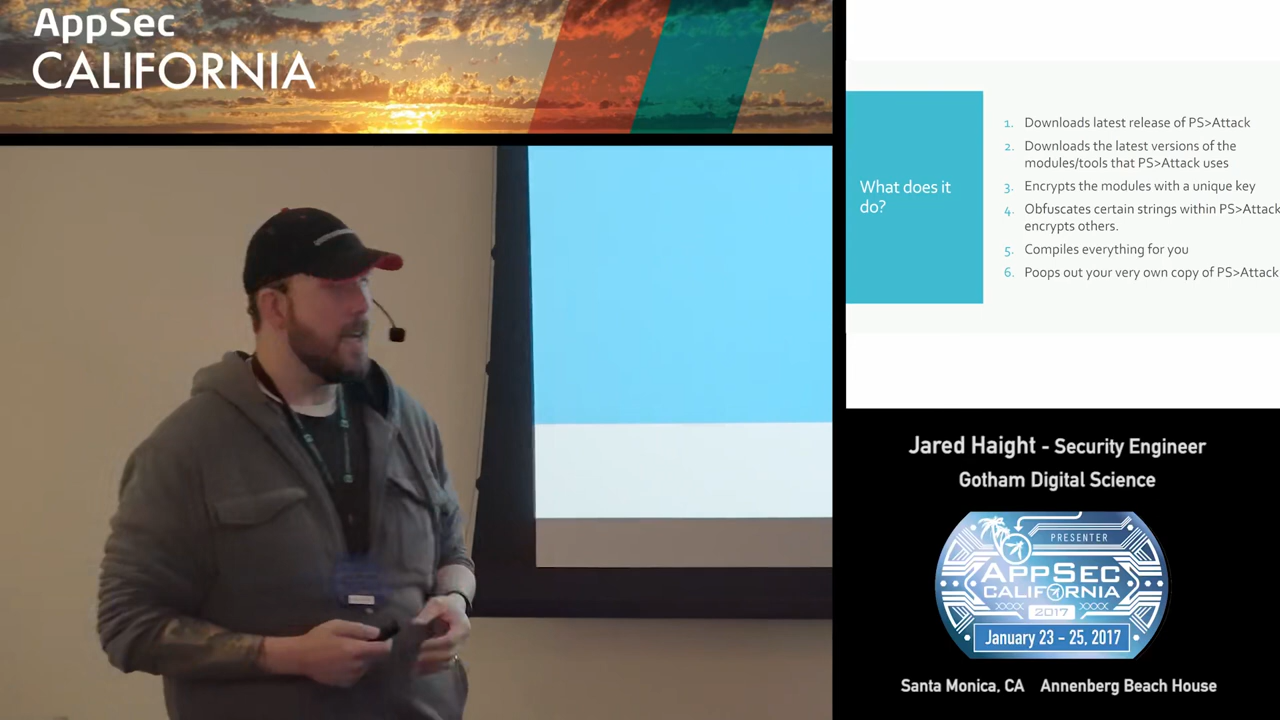 AppSec
CALIFORNIA
What does it
do?
1. Downloads latest release of PS>Attack
2. Downloads the latest versions of the
modules/tools that PS>Attack uses
3. Encrypts the modules with a unique key
4. Obfuscates certain strings within PS>Attack
encrypts others.
5. Compiles everything for you
6. Poops out your very own copy of PS>Attack
Jared Haight - Security Engineer
Gotham Digital Science
PRESENTER
APPSEC
CALIFORNIA
XXXX 2017 XXXX
January 23 - 25, 2017
Santa Monica, CA Annenberg Beach House